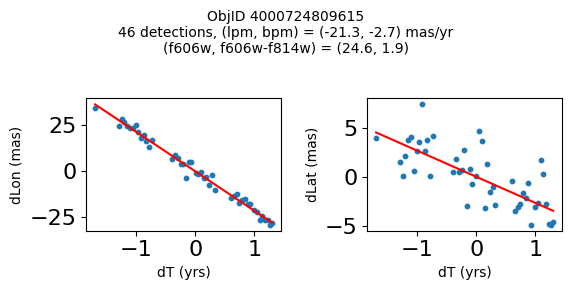 ObjID 4000724809615
46 detections, (lpm, bpm) = (-21.3, -2.7) mas/yr
(f606w, f606w-f814w) = (24.6, 1.9)
dLon (mas)
25
0
−25
−1
0
1
dT (yrs)
dLat (mas)
5
0
−5
−1
0
1
dT (yrs)